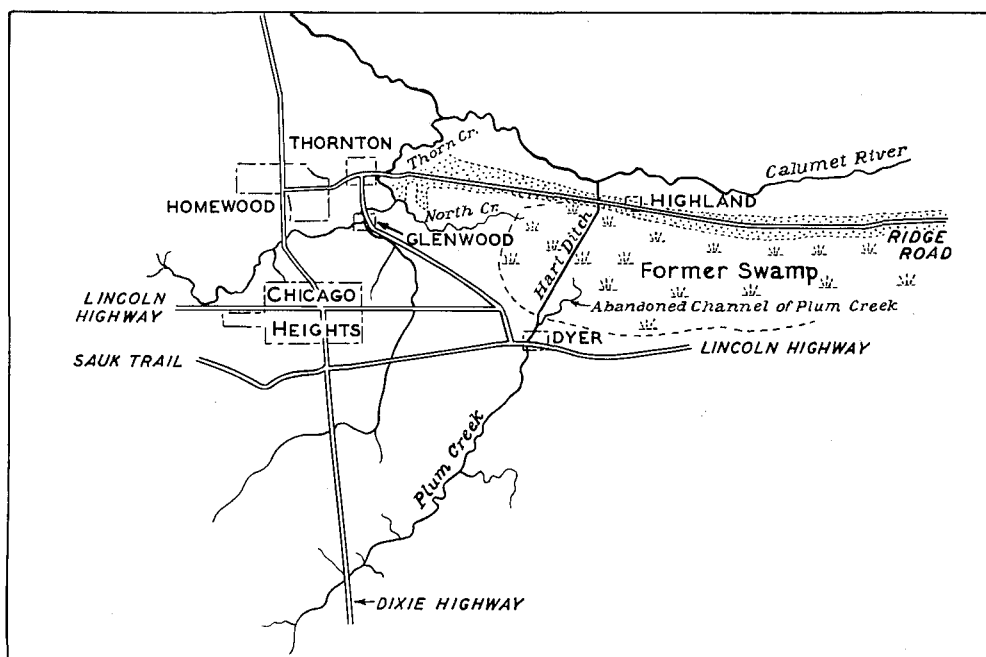 THORNTON
Thorn Cr.
Calumet River
HOMEWOOD
North Cr.
HIGHLAND
GLENWOOD
Hart Ditch
RIDGE
ROAD
Former Swamp
LINCOLN
HIGHWAY
CHICAGO
HEIGHTS
Abandoned Channel of Plum Creek
DYER
LINCOLN HIGHWAY
SAUK TRAIL
Plum Creek
DIXIE HIGHWAY